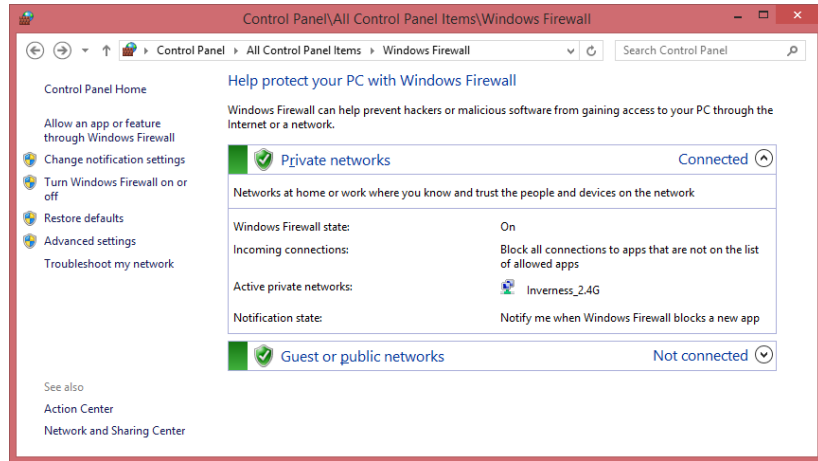 Control Panel\All Control Panel Items\Windows Firewall
Control Panel All Control Panel Items Windows Firewall
Search Control Panel
Control Panel Home
Allow an app or feature
through Windows Firewall
Change notification settings
Turn Windows Firewall on or
off
Restore defaults
Advanced settings
Troubleshoot my network
See also
Action Center
Network and Sharing Center
Help protect your PC with Windows Firewall
Windows Firewall can help prevent hackers or malicious software from gaining access to your PC through the
Internet or a network.
Private networks Connected
Networks at home or work where you know and trust the people and devices on the network
Windows Firewall state: On
Incoming connections: Block all connections to apps that are not on the list
of allowed apps
Active private networks: Inverness_2.4G
Notification state: Notify me when Windows Firewall blocks a new app
Guest or public networks Not connected